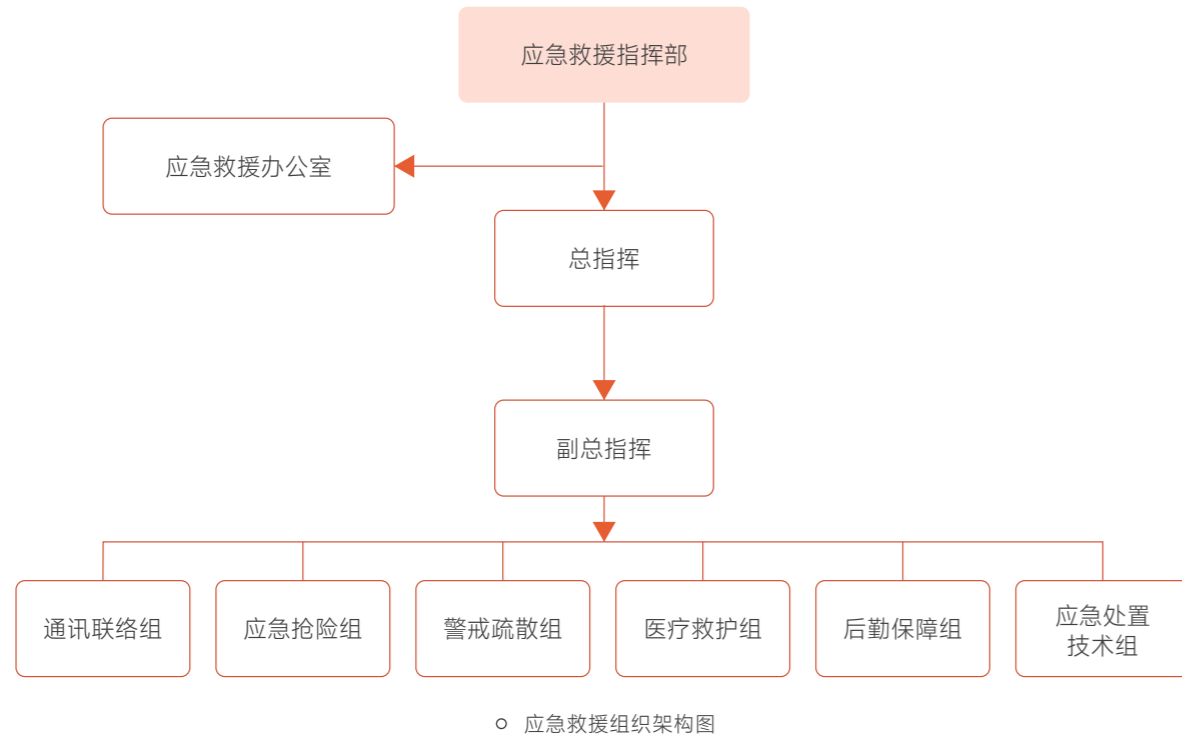 应急救援指挥部
应急救援办公室
总指挥
副总指挥
通讯联络组
应急抢险组
警戒疏散组
医疗救护组
后勤保障组
应急处置
技术组
应急救援组织架构图